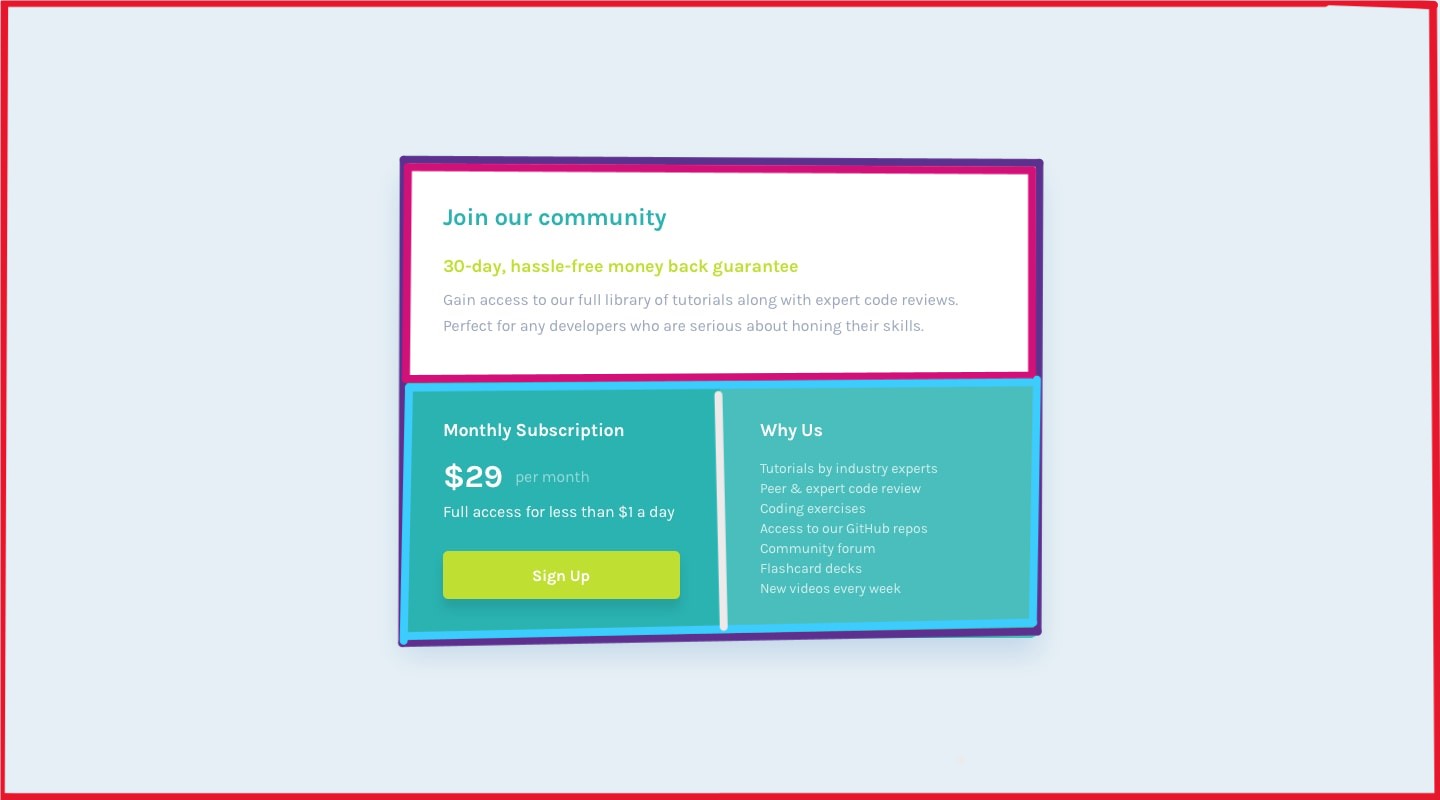 Join our community
30-day, hassle-free money back guarantee
Gain access to our full library of tutorials along with expert code reviews.
Perfect for any developers who are serious about honing their skills.
Monthly Subscription
$29 per month
Full access for less than $1 a day
Sign Up
Why Us
Tutorials by industry experts
Peer & expert code review
Coding exercises
Access to our GitHub repos
Community forum
Flashcard decks
New videos every week